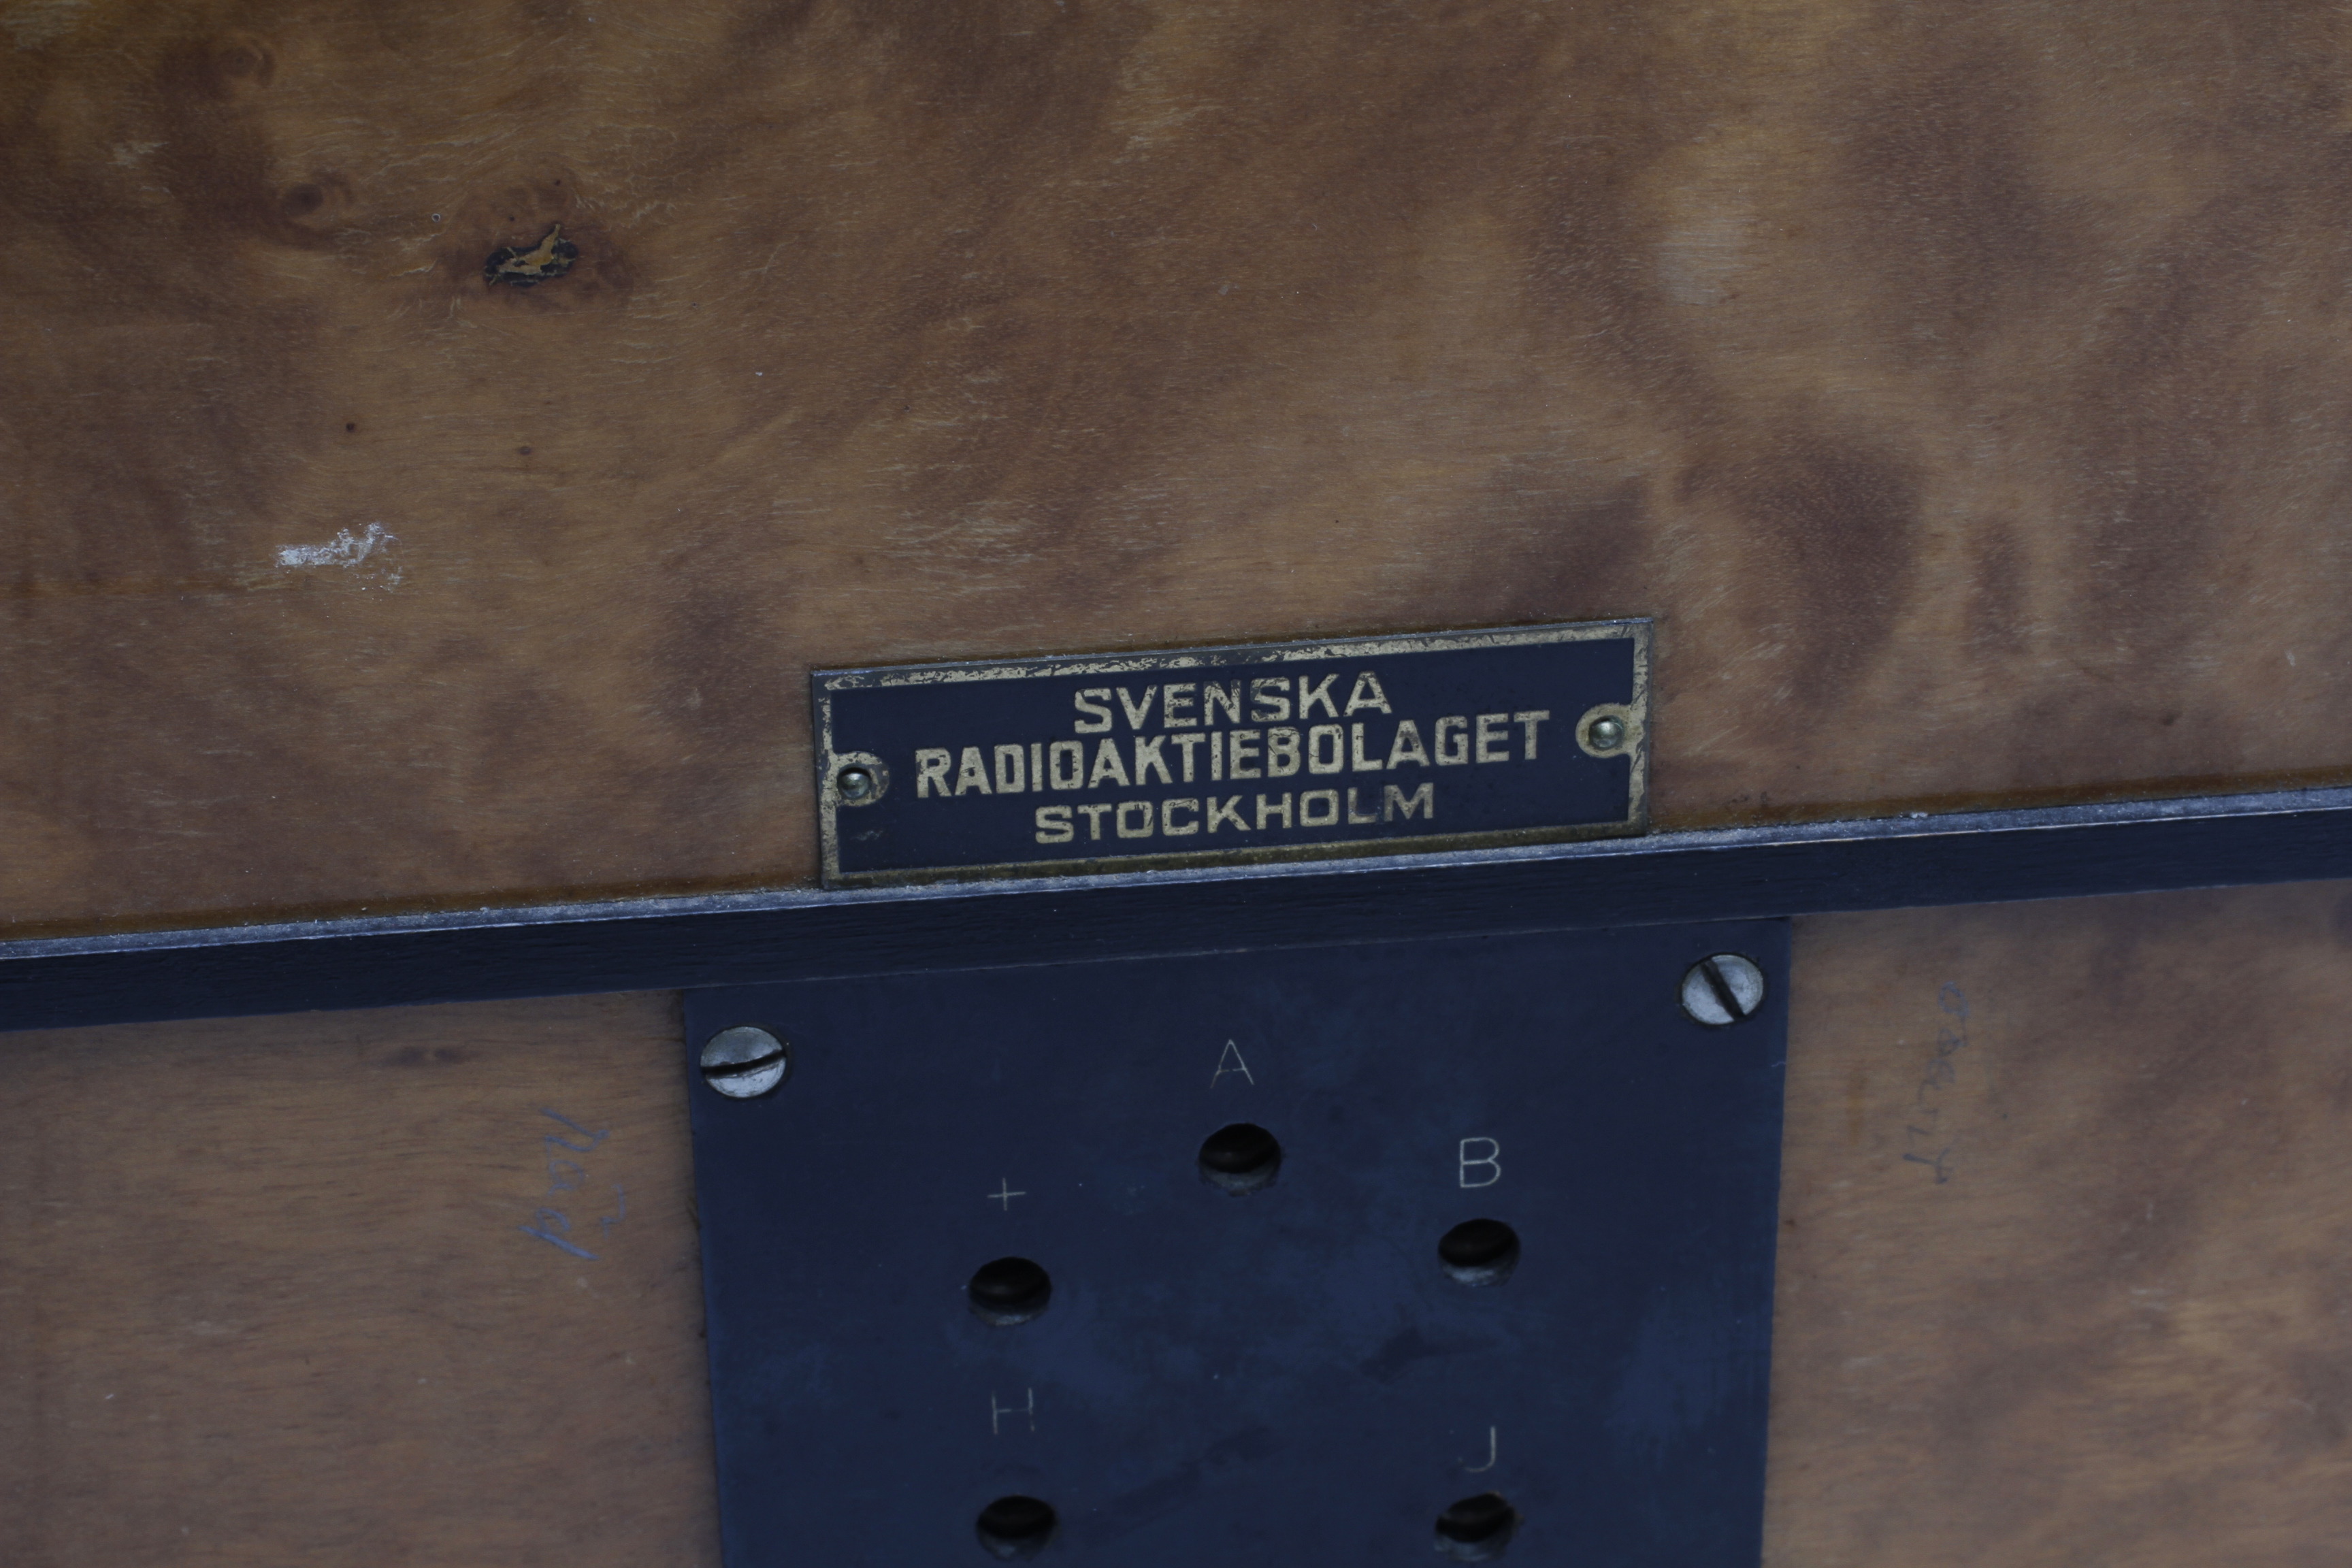 SVENSKA
RADIOAKTIEBOLAGET
STOCKHOLM
A
B
+
H
J